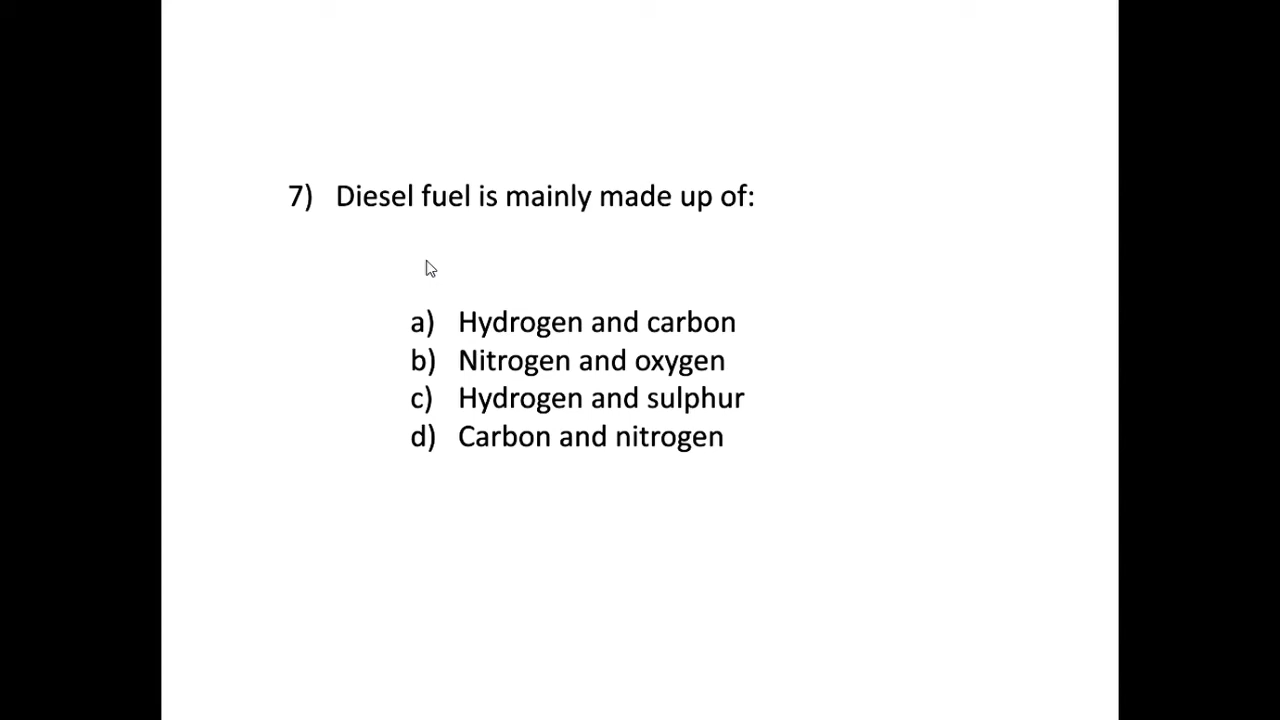 7) Diesel fuel is mainly made up of:
a) Hydrogen and carbon
b) Nitrogen and oxygen
c) Hydrogen and sulphur
d) Carbon and nitrogen